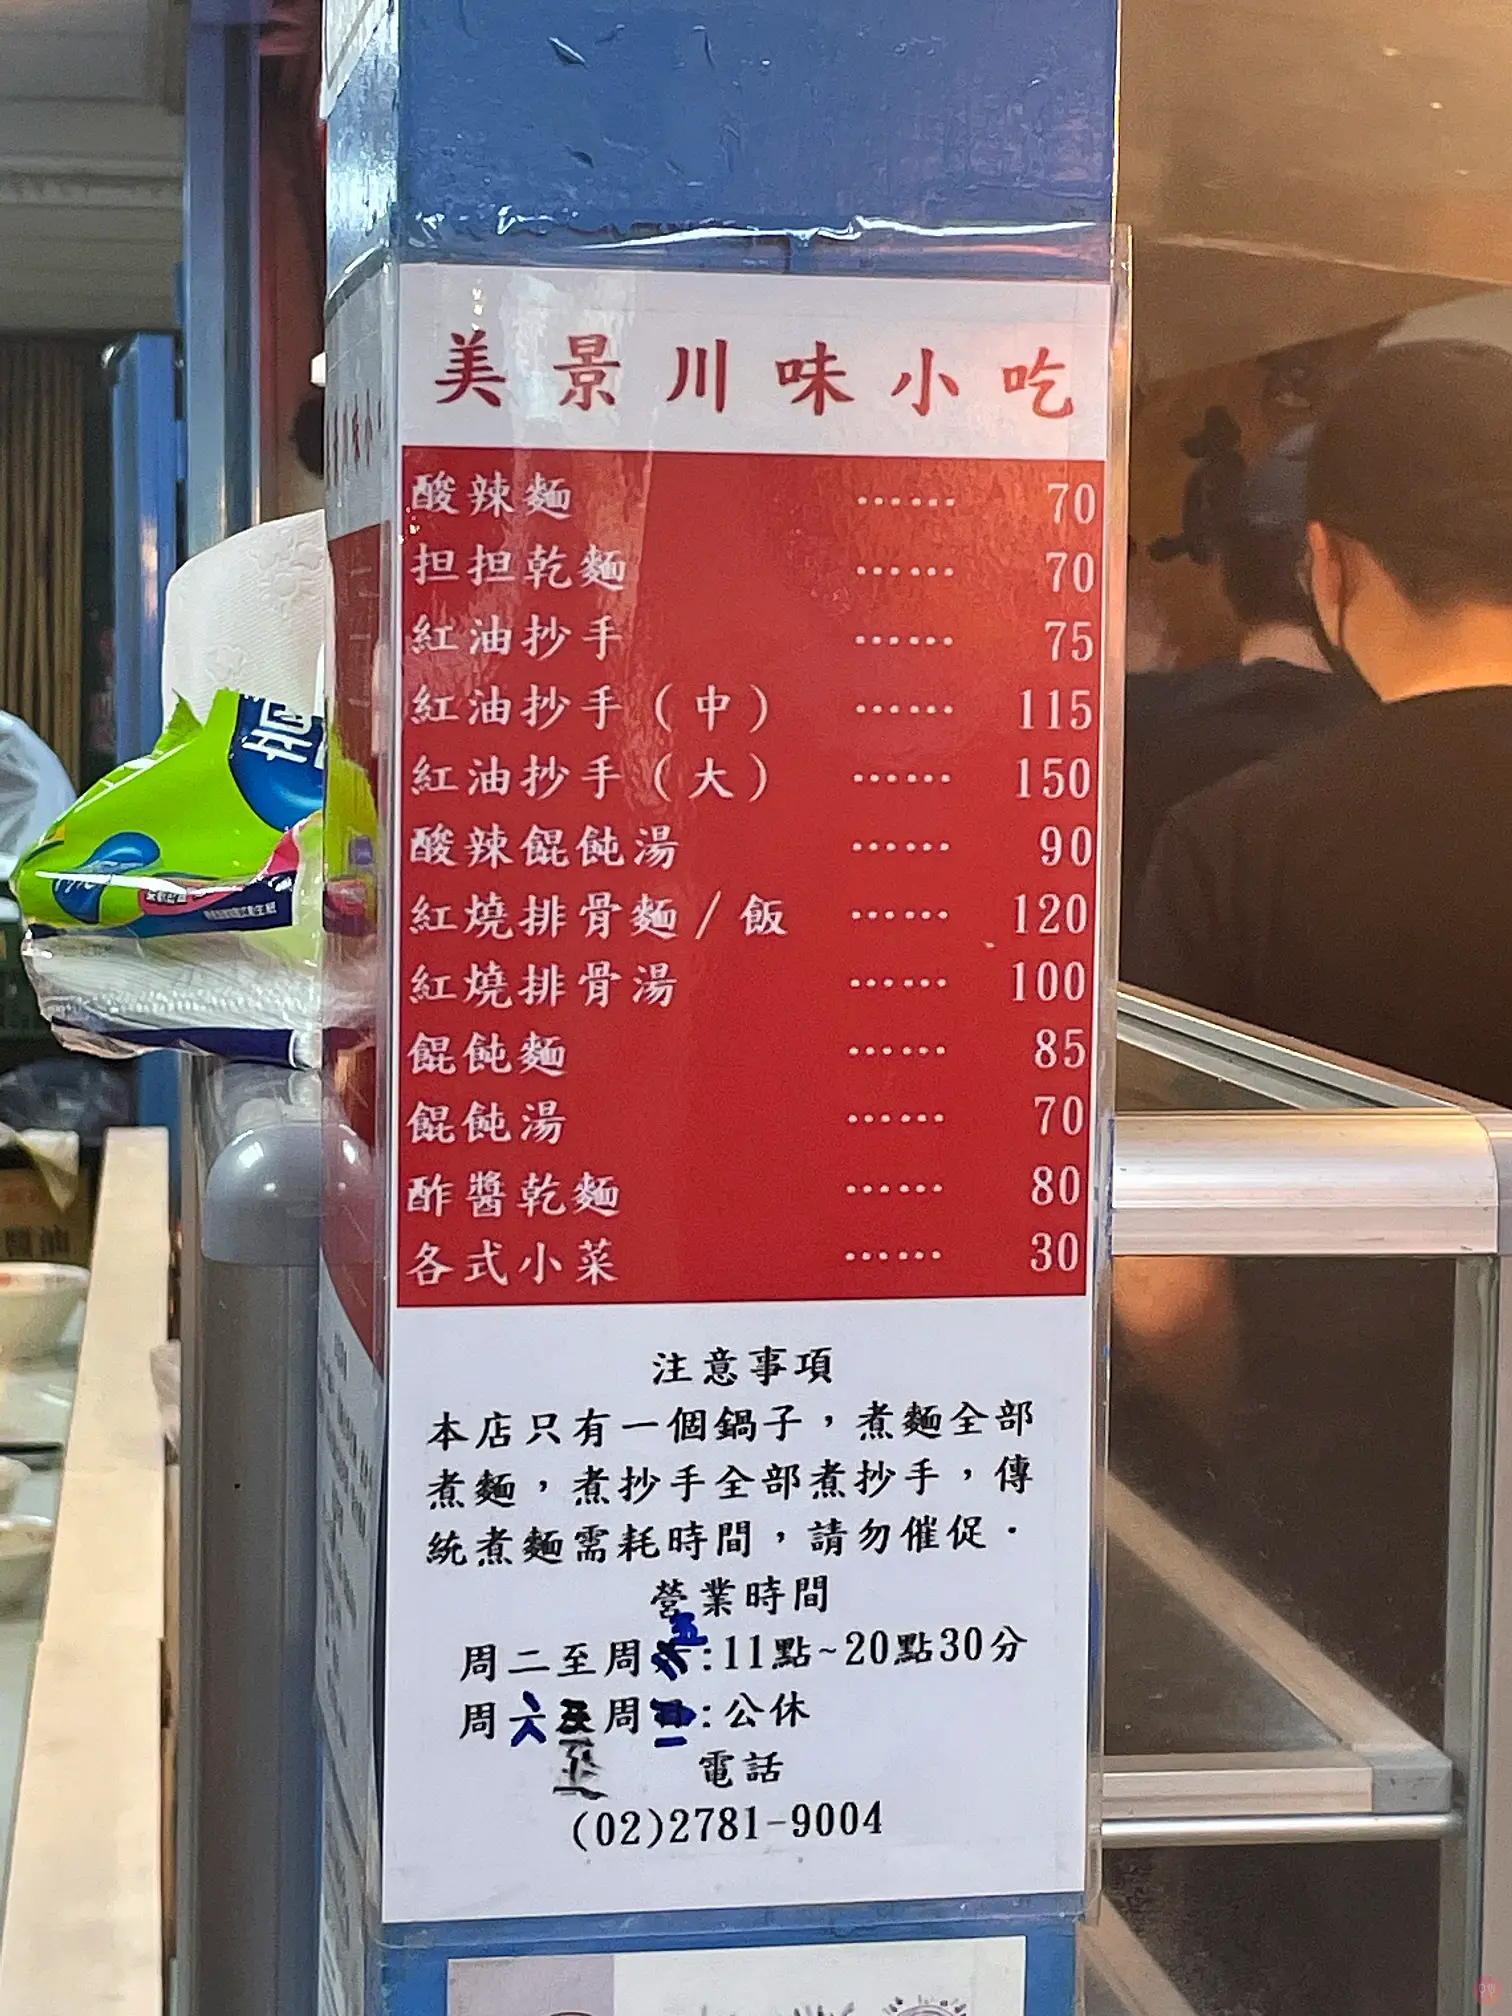 美景川味小吃
酸辣麵 …… 70
担担乾麵 …… 70
紅油抄手 …… 75
紅油抄手（中） …… 115
紅油抄手（大） …… 150
酸辣餛飩湯 …… 90
紅燒排骨麵／飯 …… 120
紅燒排骨湯 …… 100
餛飩麵 …… 85
餛飩湯 …… 70
酢醬乾麵 …… 80
各式小菜 …… 30
注意事項
本店只有一個鍋子，煮麵全部
煮麵，煮抄手全部煮抄手，傳
統煮麵需耗時間，請勿催促．
營業時間
周二至周五:11點~20點30分
周六至周一:公休
電話
(02)2781-9004